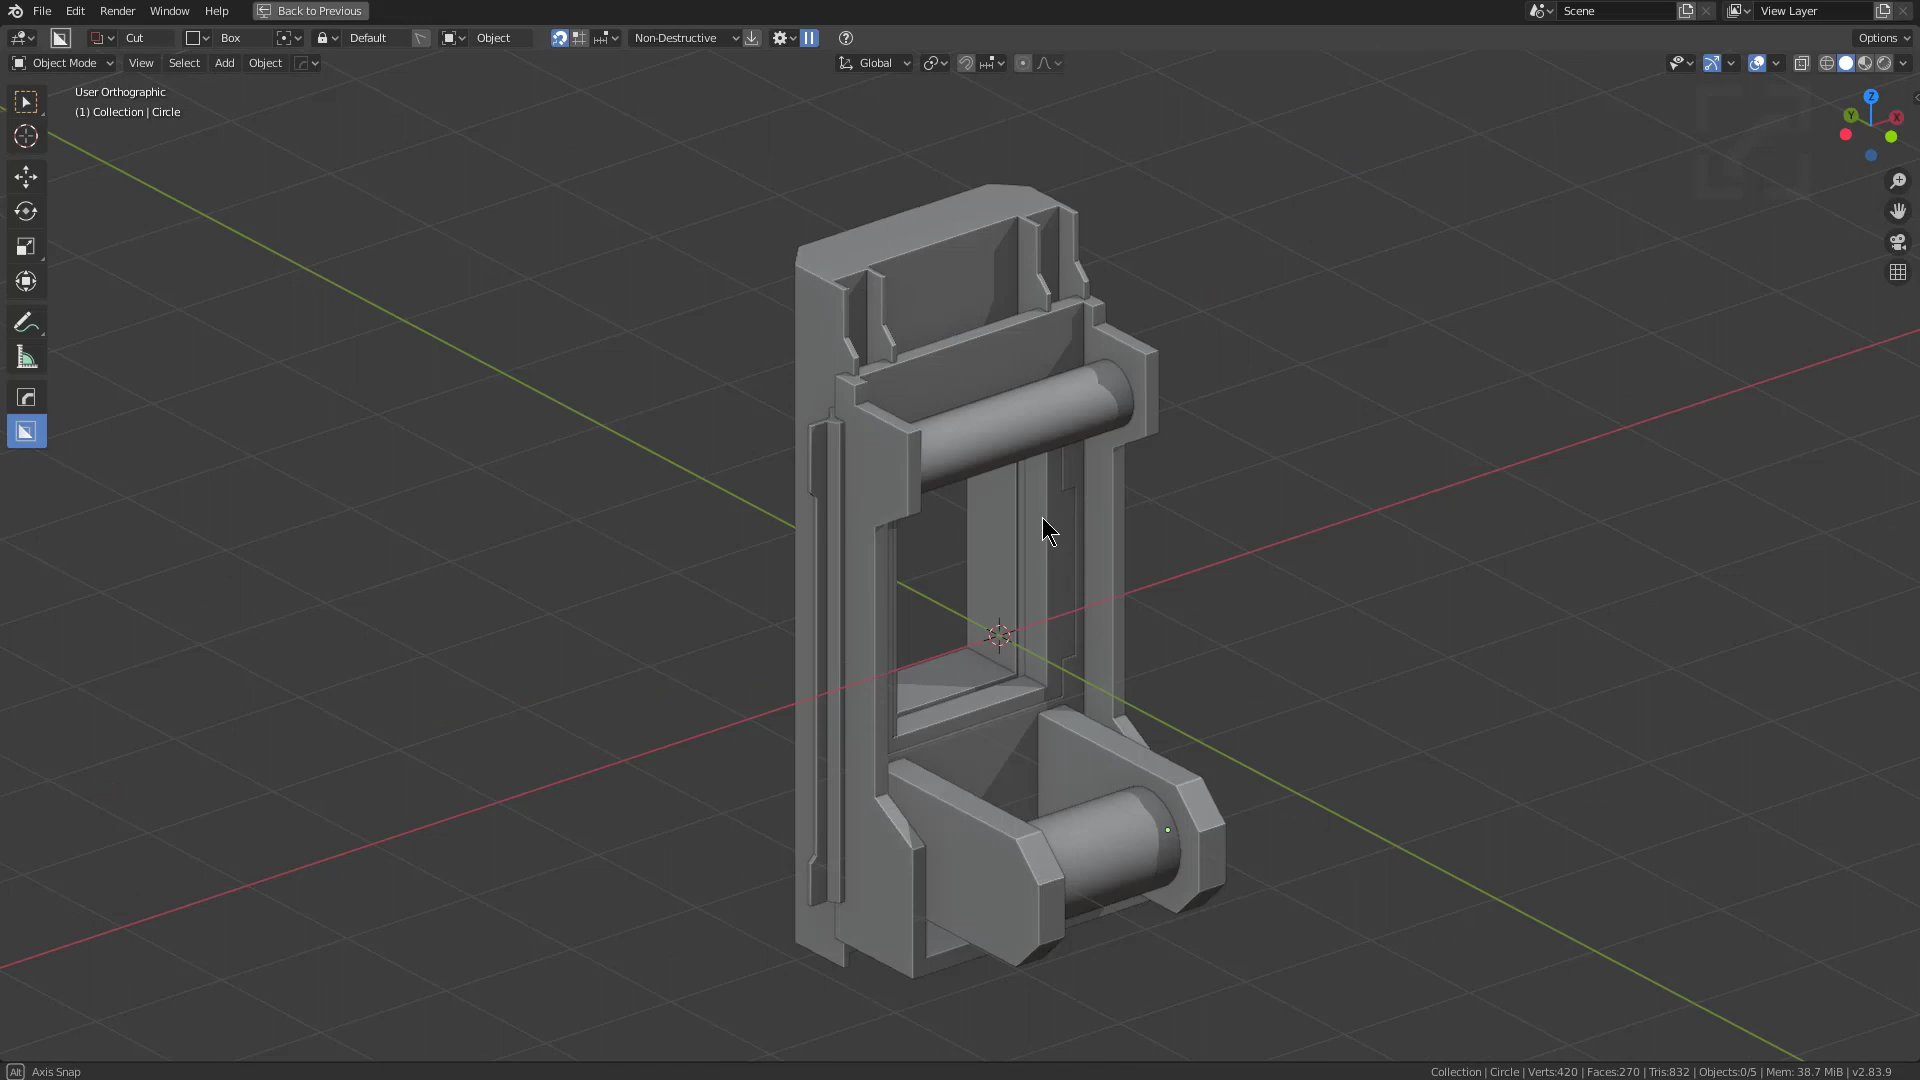 File Edit Render Window Help Back to Previous Scene View Layer
Cut Box Default Object Non-Destructive Options
Object Mode View Select Add Object Global
User Orthographic
(1) Collection | Circle
Z
Y
X
Alt Axis Snap Collection | Circle | Verts:420 | Faces:270 | Tris:832 | Objects:0/5 | Mem: 38.7 MiB | v2.83.9